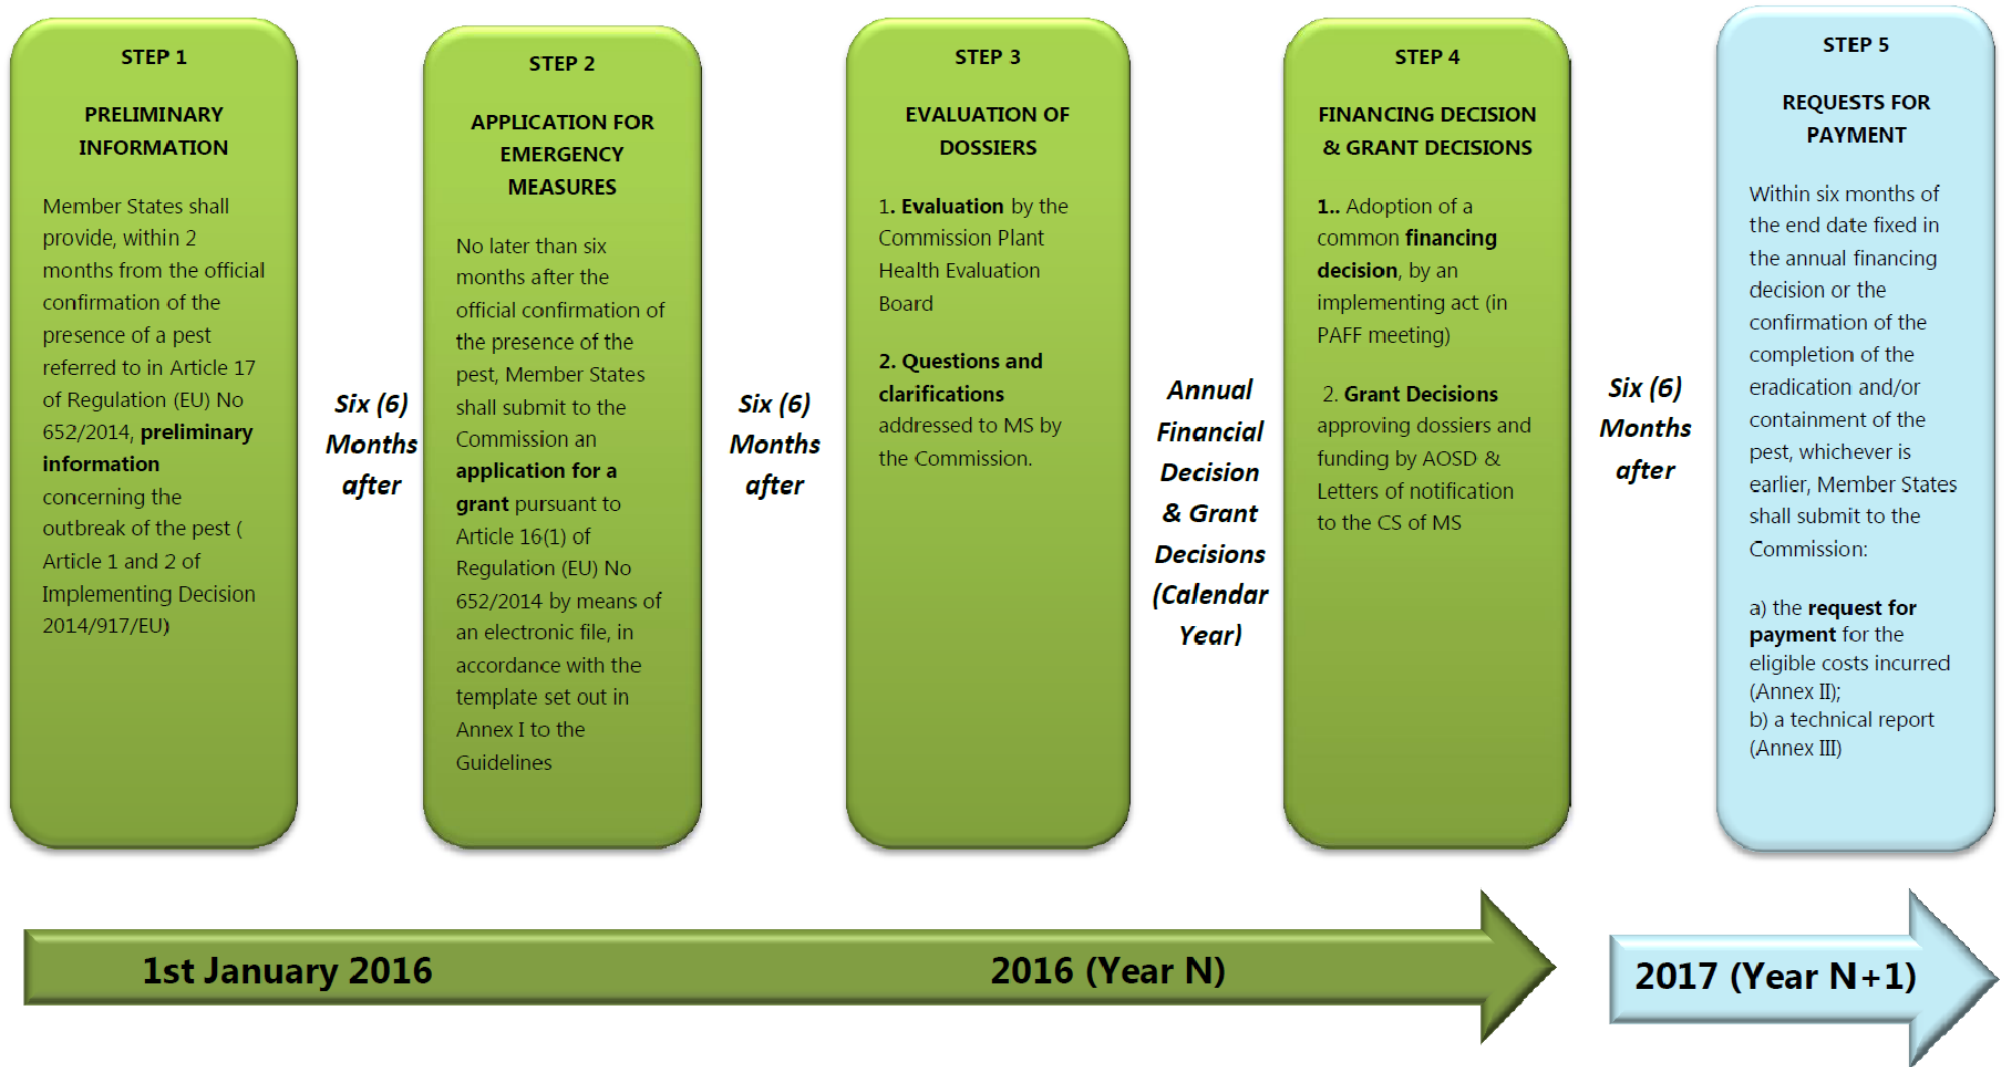 STEP 1
PRELIMINARY
INFORMATION
Member States shall
provide, within 2
months from the official
confirmation of the
presence of a pest
referred to in Article 17
of Regulation (EU) No
652/2014, preliminary
information
concerning the
outbreak of the pest (
Article 1 and 2 of
Implementing Decision
2014/917/EU)
Six (6)
Months
after
STEP 2
APPLICATION FOR
EMERGENCY
MEASURES
No later than six
months after the
official confirmation of
the presence of the
pest, Member States
shall submit to the
Commission an
application for a
grant pursuant to
Article 16(1) of
Regulation (EU) No
652/2014 by means of
an electronic file, in
accordance with the
template set out in
Annex I to the
Guidelines
Six (6)
Months
after
STEP 3
EVALUATION OF
DOSSIERS
1. Evaluation by the
Commission Plant
Health Evaluation
Board
2. Questions and
clarifications
addressed to MS by
the Commission.
Annual
Financial
Decision
& Grant
Decisions
(Calendar
Year)
STEP 4
FINANCING DECISION
& GRANT DECISIONS
1.. Adoption of a
common financing
decision, by an
implementing act (in
PAFF meeting)
2. Grant Decisions
approving dossiers and
funding by AOSD &
Letters of notification
to the CS of MS
Six (6)
Months
after
STEP 5
REQUESTS FOR
PAYMENT
Within six months of
the end date fixed in
the annual financing
decision or the
confirmation of the
completion of the
eradication and/or
containment of the
pest, whichever is
earlier, Member States
shall submit to the
Commission:
a) the request for
payment for the
eligible costs incurred
(Annex II);
b) a technical report
(Annex III)
1st January 2016
2016 (Year N)
2017 (Year N+1)